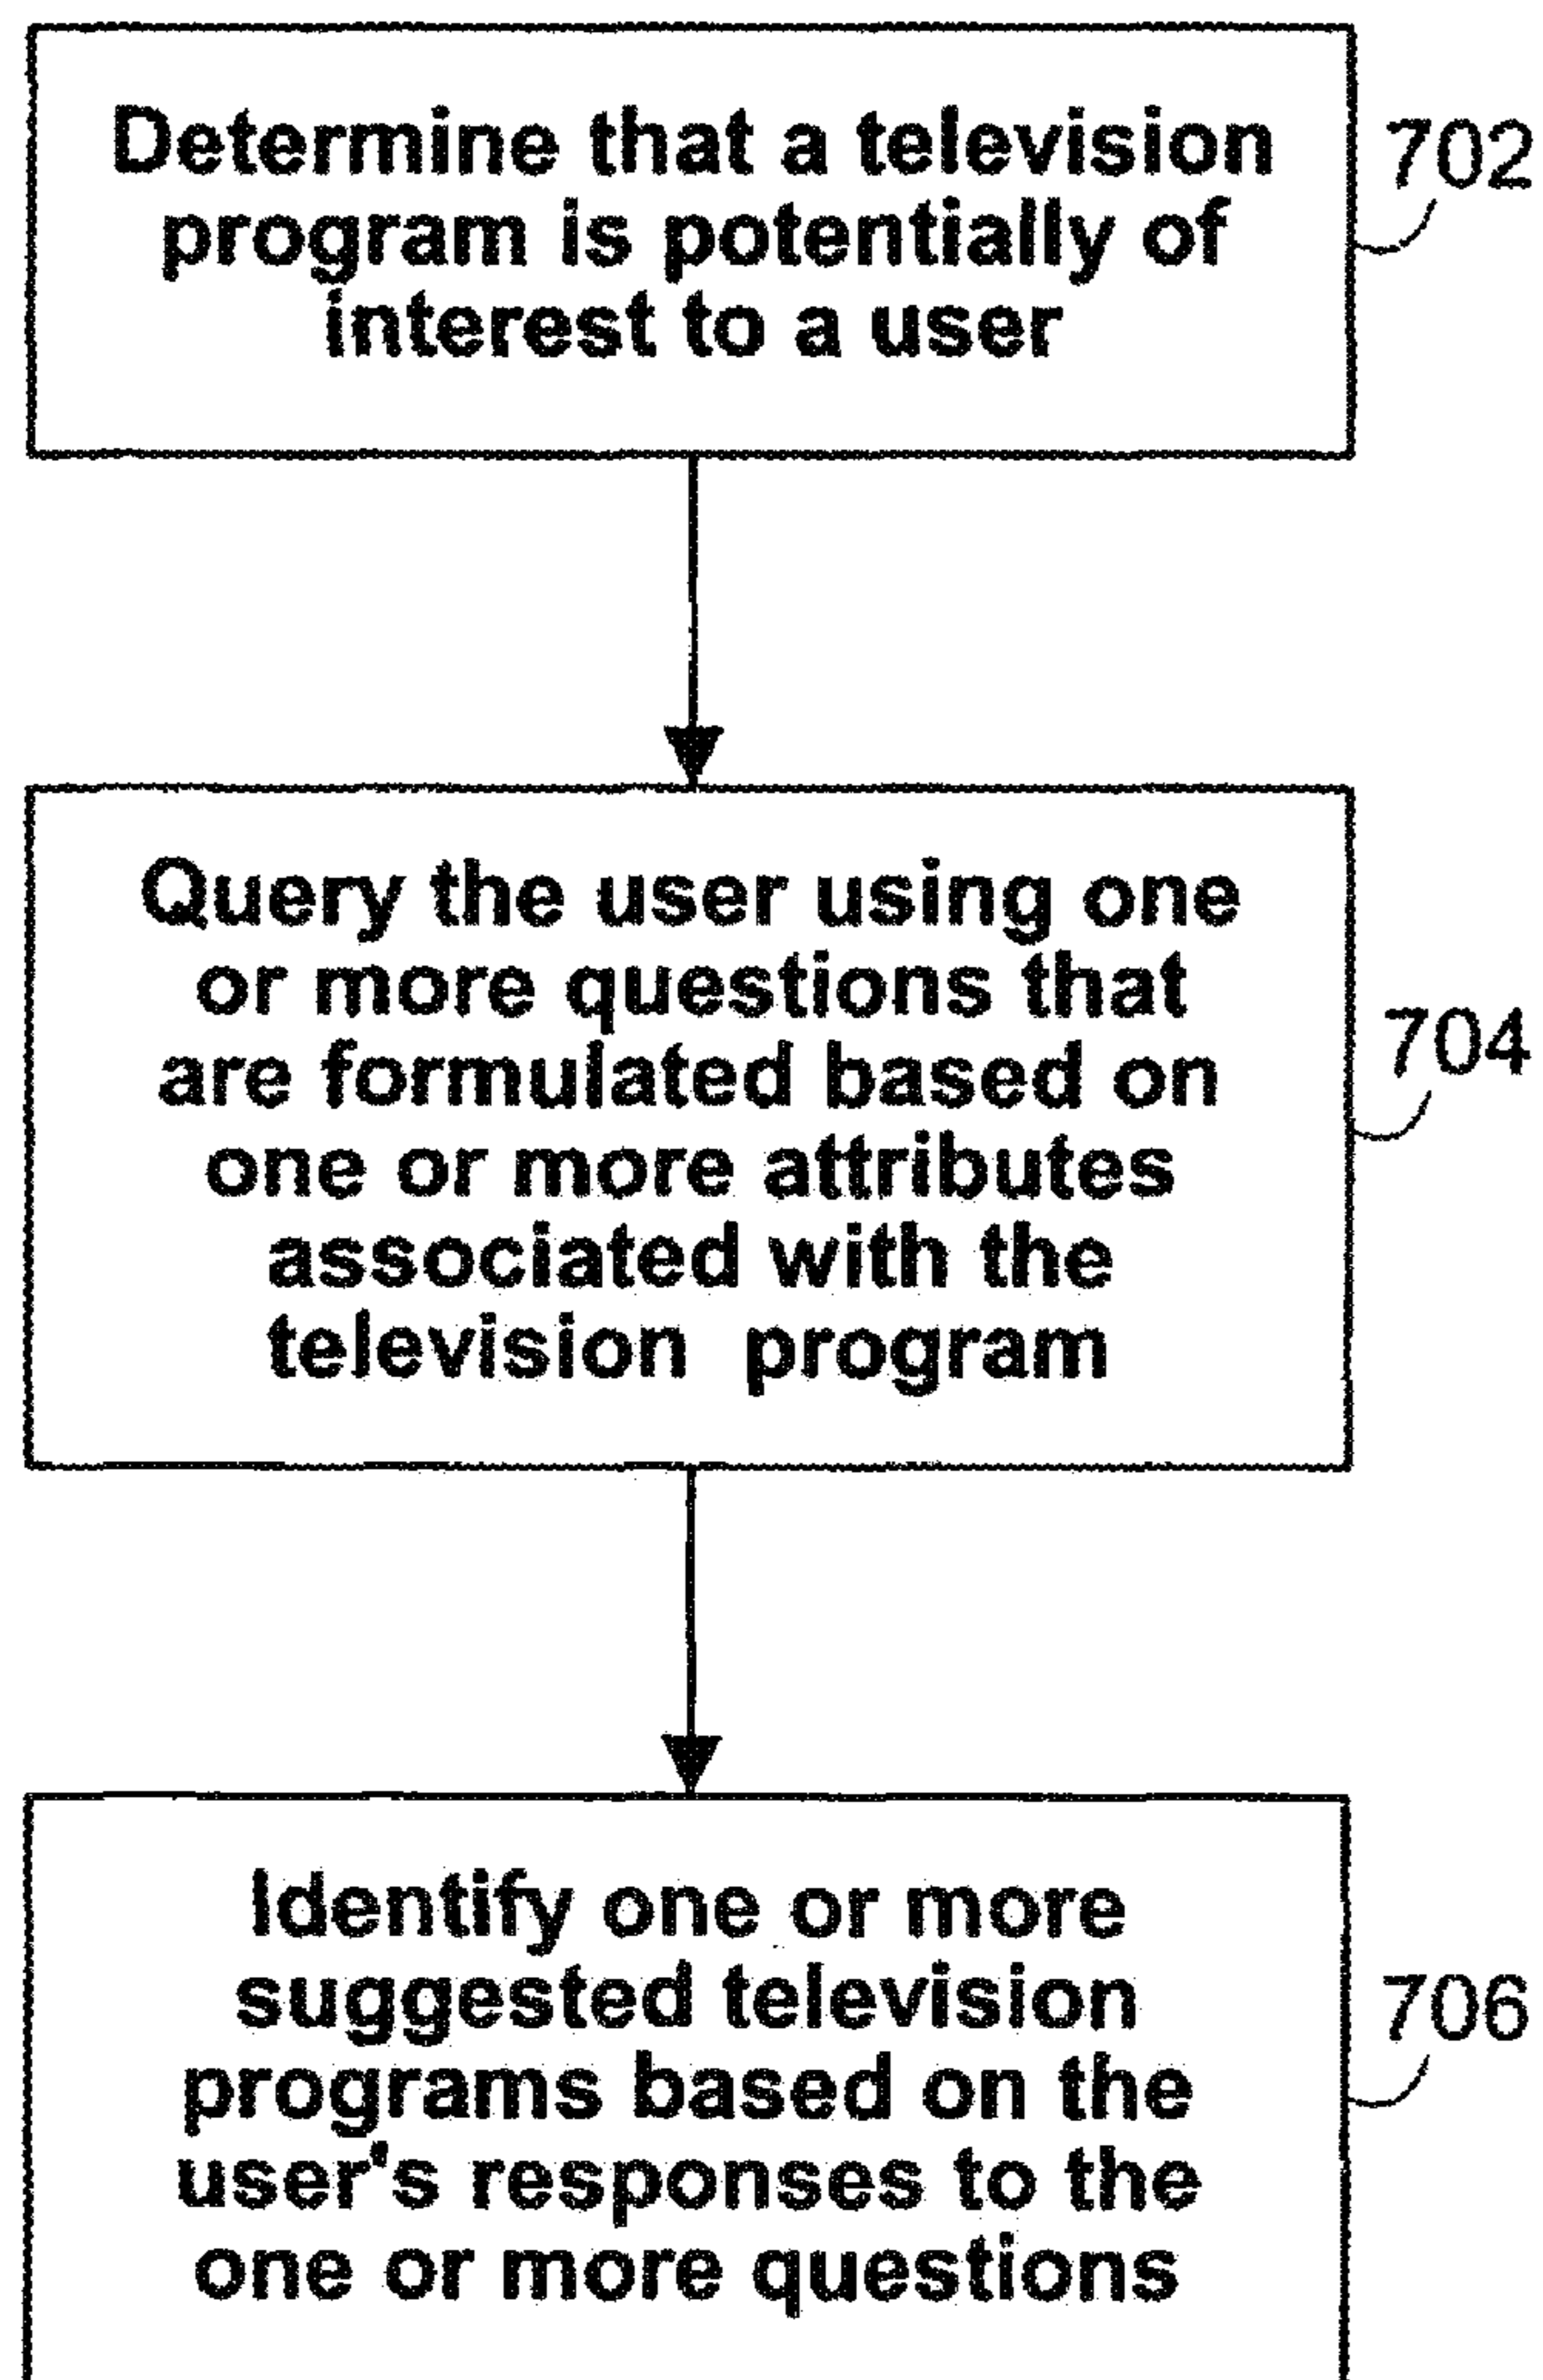 Determine that a television
program is potentially of
interest to a user
702
Query the user using one
or more questions that
are formulated based on
one or more attributes
associated with the
television program
704
Identify one or more
suggested television
programs based on the
user's responses to the
one or more questions
706